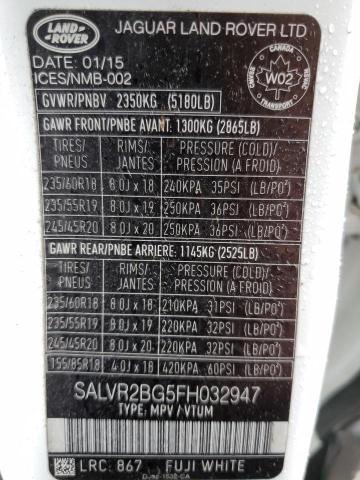 LAND ROVER
JAGUAR LAND ROVER LTD
01/15
ICES/NMB-002
CANADA
W02
GVWR/PNBV 2350KG (5180LB)
GAWR FRONT/PNBE AVANT: 1300KG (2865LB)
TIRES/PNEUS RIMS/JANTES PRESSURE (COLD)/PRESSION (A FROID)
235/60R18 8.0J x 18 240KPA 35PSI (LB/PO²)
235/55R19 8.0J x 19 250KPA 36PSI (LB/PO²)
245/45R20 8.0J x 20 250KPA 36PSI (LB/PO²)
GAWR REAR/PNBE ARRIERE: 1145KG (2525LB)
TIRES/PNEUS RIMS/JANTES PRESSURE (COLD)/PRESSION (A FROID)
235/60R18 8.0J x 18 210KPA 31PSI (LB/PO²)
235/55R19 8.0J x 19 220KPA 32PSI (LB/PO²)
245/45R20 8.0J x 20 220KPA 32PSI (LB/PO²)
155/85R18 4.0J x 18 420KPA 60PSI (LB/PO²)
SALVR2BG5FH032947
TYPE: MPV / VTUM
LRC: 867 FUJI WHITE